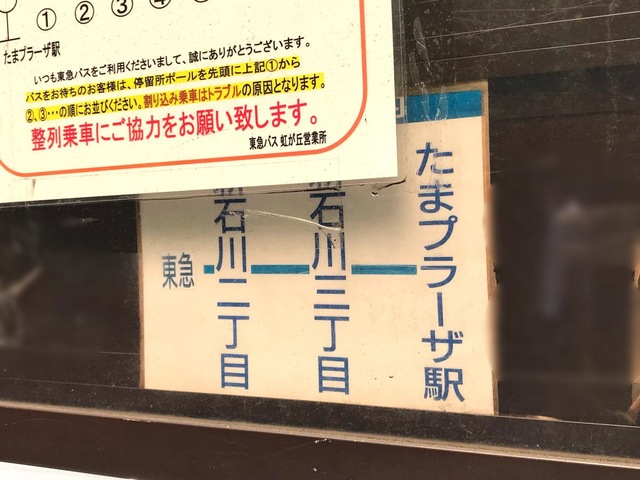 ① ② ③
たまプラーザ駅
いつも東急バスをご利用くださいまして、誠にありがとうございます。
バスをお待ちのお客様は、停留所ポールを先頭に上記①から
②、③・・・の順にお並びください。割り込み乗車はトラブルの原因となります。
整列乗車にご協力をお願い致します。
東急バス 虹が丘営業所
たまプラーザ駅
石川三丁目
石川二丁目
東急